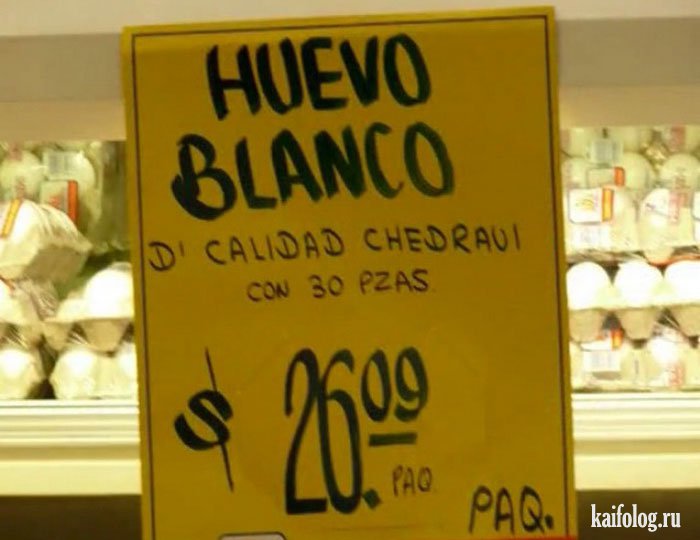 HUEVO
BLANCO
D' CALIDAD CHEDRAUI
CON 30 PZAS.
$ 26.09
PAQ.
PAQ.
kaifolog.ru